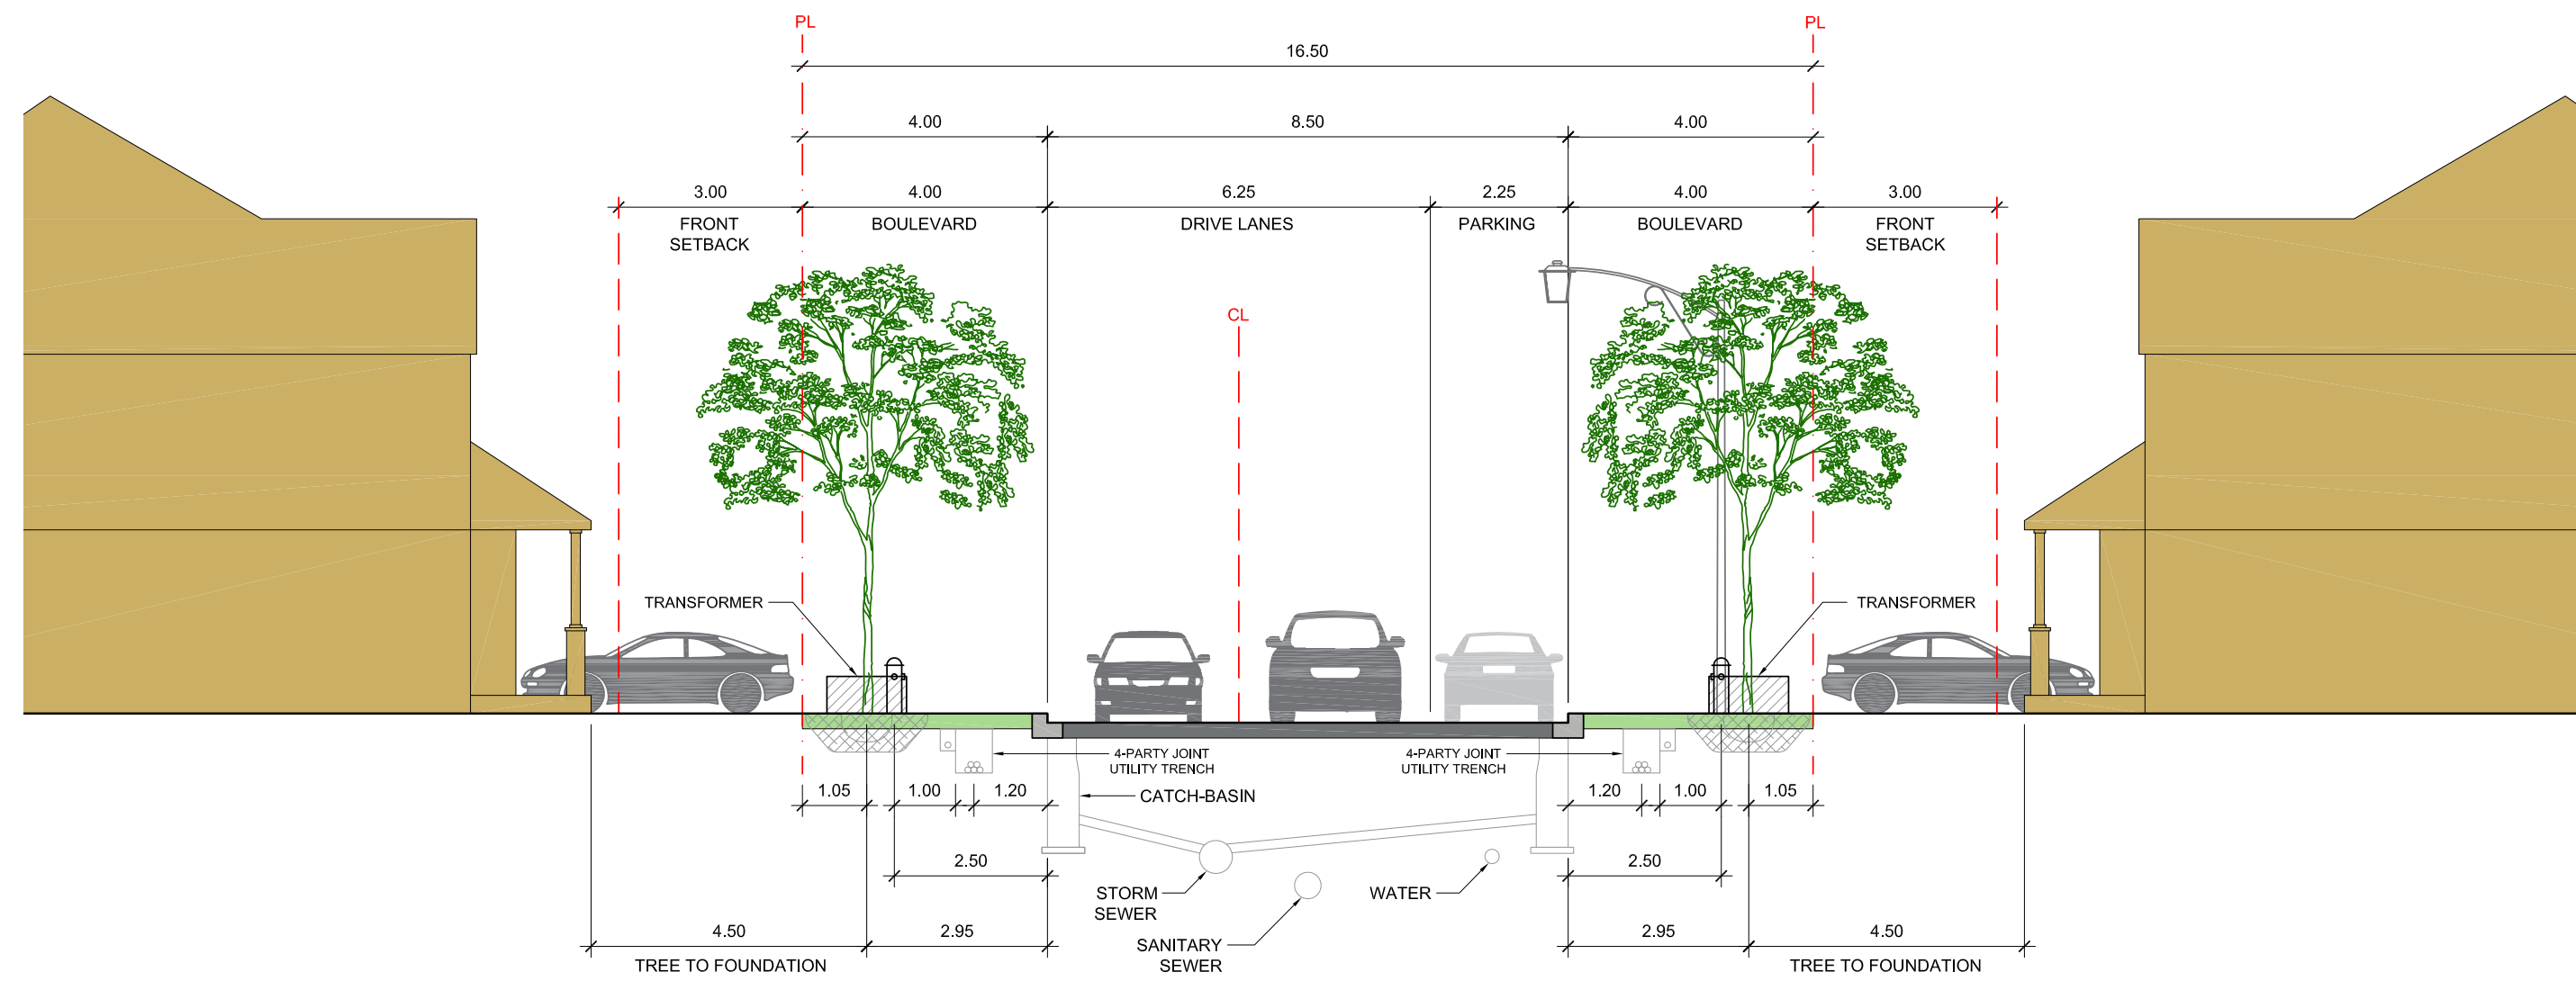 PL
PL
16.50
4.00
8.50
4.00
3.00
4.00
6.25
2.25
4.00
3.00
FRONT
SETBACK
BOULEVARD
DRIVE LANES
PARKING
BOULEVARD
FRONT
SETBACK
CL
TRANSFORMER
TRANSFORMER
4-PARTY JOINT
UTILITY TRENCH
4-PARTY JOINT
UTILITY TRENCH
1.05
1.00
1.20
CATCH-BASIN
1.20
1.00
1.05
2.50
2.50
STORM
SEWER
WATER
SANITARY
SEWER
4.50
2.95
2.95
4.50
TREE TO FOUNDATION
TREE TO FOUNDATION